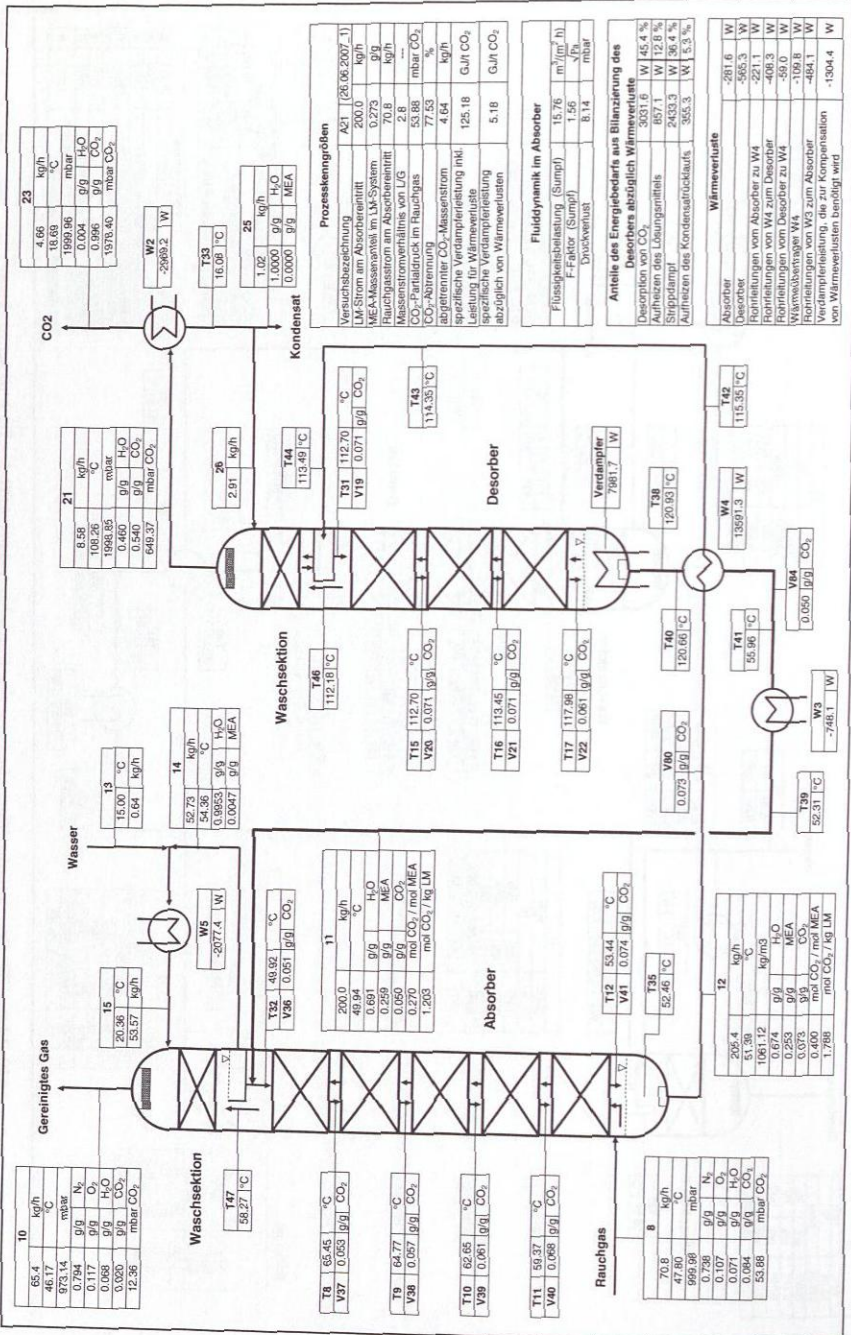 10
65.4 kg/h
46.17 °C
973.14 mbar
0.794 g/g N₂
0.117 g/g O₂
0.068 g/g H₂O
0.020 g/g CO₂
12.36 mbar CO₂
Gereinigtes Gas
Waschsektion
T47
58.27 °C
T8 65.45 °C
V37 0.053 g/g CO₂
T9 64.77 °C
V38 0.057 g/g CO₂
T10 62.65 °C
V39 0.061 g/g CO₂
T11 59.37 °C
V40 0.068 g/g CO₂
Rauchgas
8
70.8 kg/h
47.80 °C
999.98 mbar
0.738 g/g N₂
0.107 g/g O₂
0.071 g/g H₂O
0.084 g/g CO₂
53.88 mbar CO₂
15
20.36 °C
53.57 kg/h
W5
-2077.4 W
Wasser
13
15.00 °C
0.64 kg/h
14
52.73 kg/h
54.36 °C
0.9953 g/g H₂O
0.0047 g/g MEA
T32 49.92 °C
V36 0.051 g/g CO₂
11
200.0 kg/h
49.94 °C
0.691 g/g H₂O
0.259 g/g MEA
0.050 g/g CO₂
0.270 mol CO₂ / mol MEA
1.203 mol CO₂ / kg LM
Absorber
T12 53.44 °C
V41 0.074 g/g CO₂
T35
52.46 °C
12
205.4 kg/h
51.39 °C
1061.12 kg/m3
0.674 g/g H₂O
0.253 g/g MEA
0.073 g/g CO₂
0.400 mol CO₂ / mol MEA
1.788 mol CO₂ / kg LM
21
8.58 kg/h
108.26 °C
1998.85 mbar
0.460 g/g H₂O
0.540 g/g CO₂
649.37 mbar CO₂
Waschsektion
T46
112.18 °C
T15 112.70 °C
V20 0.071 g/g CO₂
T16 113.45 °C
V21 0.071 g/g CO₂
T17 117.98 °C
V22 0.061 g/g CO₂
26
2.91 kg/h
T44
113.49 °C
T31 112.70 °C
V19 0.071 g/g CO₂
Desorber
T43
114.35 °C
Verdampfer
7981.7 W
T38
120.93 °C
W4
13591.3 W
T42
115.35 °C
T40
120.66 °C
V80
0.073 g/g CO₂
T41
55.96 °C
V84
0.050 g/g CO₂
W3
-748.1 W
T39
52.31 °C
CO2
23
4.66 kg/h
18.69 °C
1999.96 mbar
0.004 g/g H₂O
0.996 g/g CO₂
1978.40 mbar CO₂
W2
-2969.2 W
T33
16.08 °C
25
1.02 kg/h
1.0000 g/g H₂O
0.0000 g/g MEA
Kondensat
Prozesskenngrößen
Versuchsbezeichnung A21 (26.06.2007_1)
LM-Strom am Absorbereintritt 200.0 kg/h
MEA-Massenanteil im LM-System 0.273 g/g
Rauchgasstrom am Absorbereintritt 70.8 kg/h
Massenstromverhältnis von L/G 2.8 ---
CO₂-Partialdruck im Rauchgas 53.88 mbar CO₂
CO₂-Abtrennung 77.53 %
abgetrennter CO₂-Massenstrom 4.64 kg/h
spezifische Verdampferleistung inkl.
Leistung für Wärmeverluste 125.18 GJ/t CO₂
spezifische Verdampferleistung
abzüglich von Wärmeverlusten 5.18 GJ/t CO₂
Fluiddynamik im Absorber
Flüssigkeitsbelastung (Sumpf) 15.76 m³/(m² h)
F-Faktor (Sumpf) 1.56 √Pa
Druckverlust 8.14 mbar
Anteile des Energiebedarfs aus Bilanzierung des
Desorbers abzüglich Wärmeverluste
Desorption von CO₂ 3031.6 W 45.4 %
Aufheizen des Lösungsmittels 857.1 W 12.8 %
Strippdampf 2433.3 W 36.4 %
Aufheizen des Kondensatrücklaufs 355.3 W 5.3 %
Wärmeverluste
Absorber -281.6 W
Desorber -565.3 W
Rohrleitungen vom Absorber zu W4 -221.1 W
Rohrleitungen von W4 zum Desorber -408.3 W
Rohrleitungen vom Desorber zu W4 -59.0 W
Wärmeübertrager W4 -109.8 W
Rohrleitungen von W3 zum Absorber -484.1 W
Verdampferleistung, die zur Kompensation
von Wärmeverlusten benötigt wird -1304.4 W